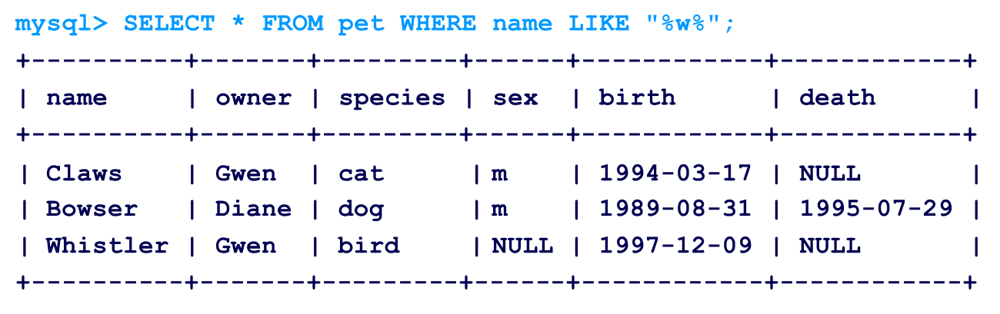 mysql> SELECT * FROM pet WHERE name LIKE "%w%";
+----------+-------+---------+------+------------+------------+
| name     | owner | species | sex  | birth      | death      |
+----------+-------+---------+------+------------+------------+
| Claws    | Gwen  | cat     | m    | 1994-03-17 | NULL       |
| Bowser   | Diane | dog     | m    | 1989-08-31 | 1995-07-29 |
| Whistler | Gwen  | bird    | NULL | 1997-12-09 | NULL       |
+----------+-------+---------+------+------------+------------+